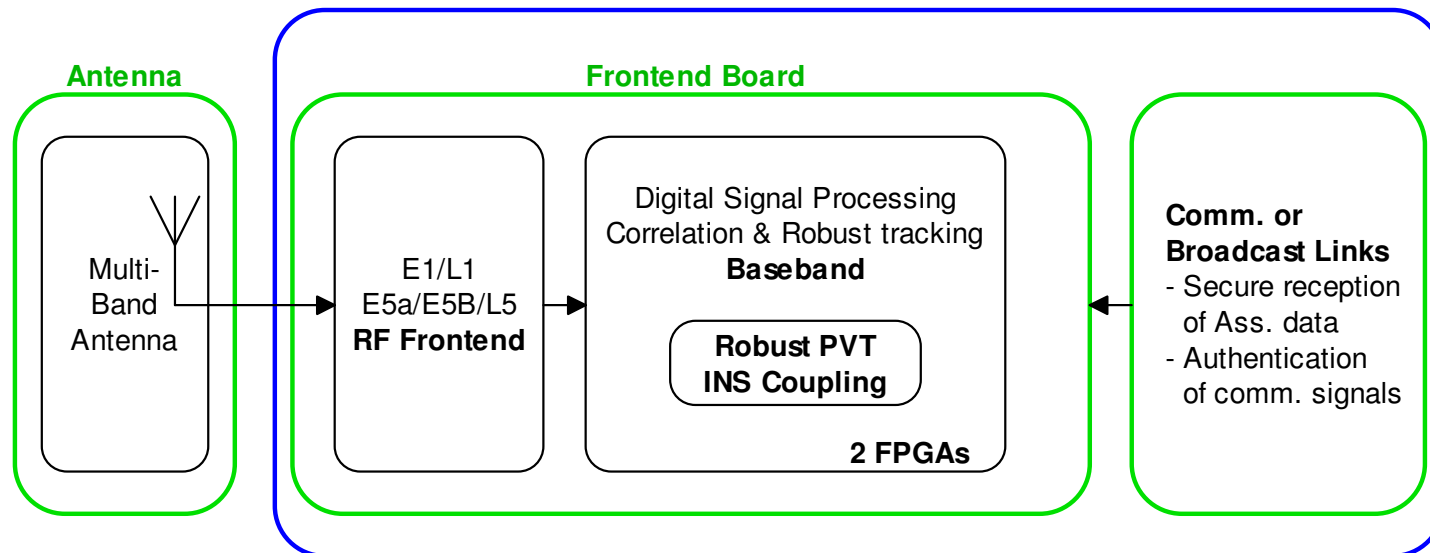 Antenna
Frontend Board
Multi-
Band
Antenna
E1/L1
E5a/E5B/L5
RF Frontend
Digital Signal Processing
Correlation & Robust tracking
Baseband
Robust PVT
INS Coupling
2 FPGAs
Comm. or
Broadcast Links
- Secure reception
of Ass. data
- Authentication
of comm. signals